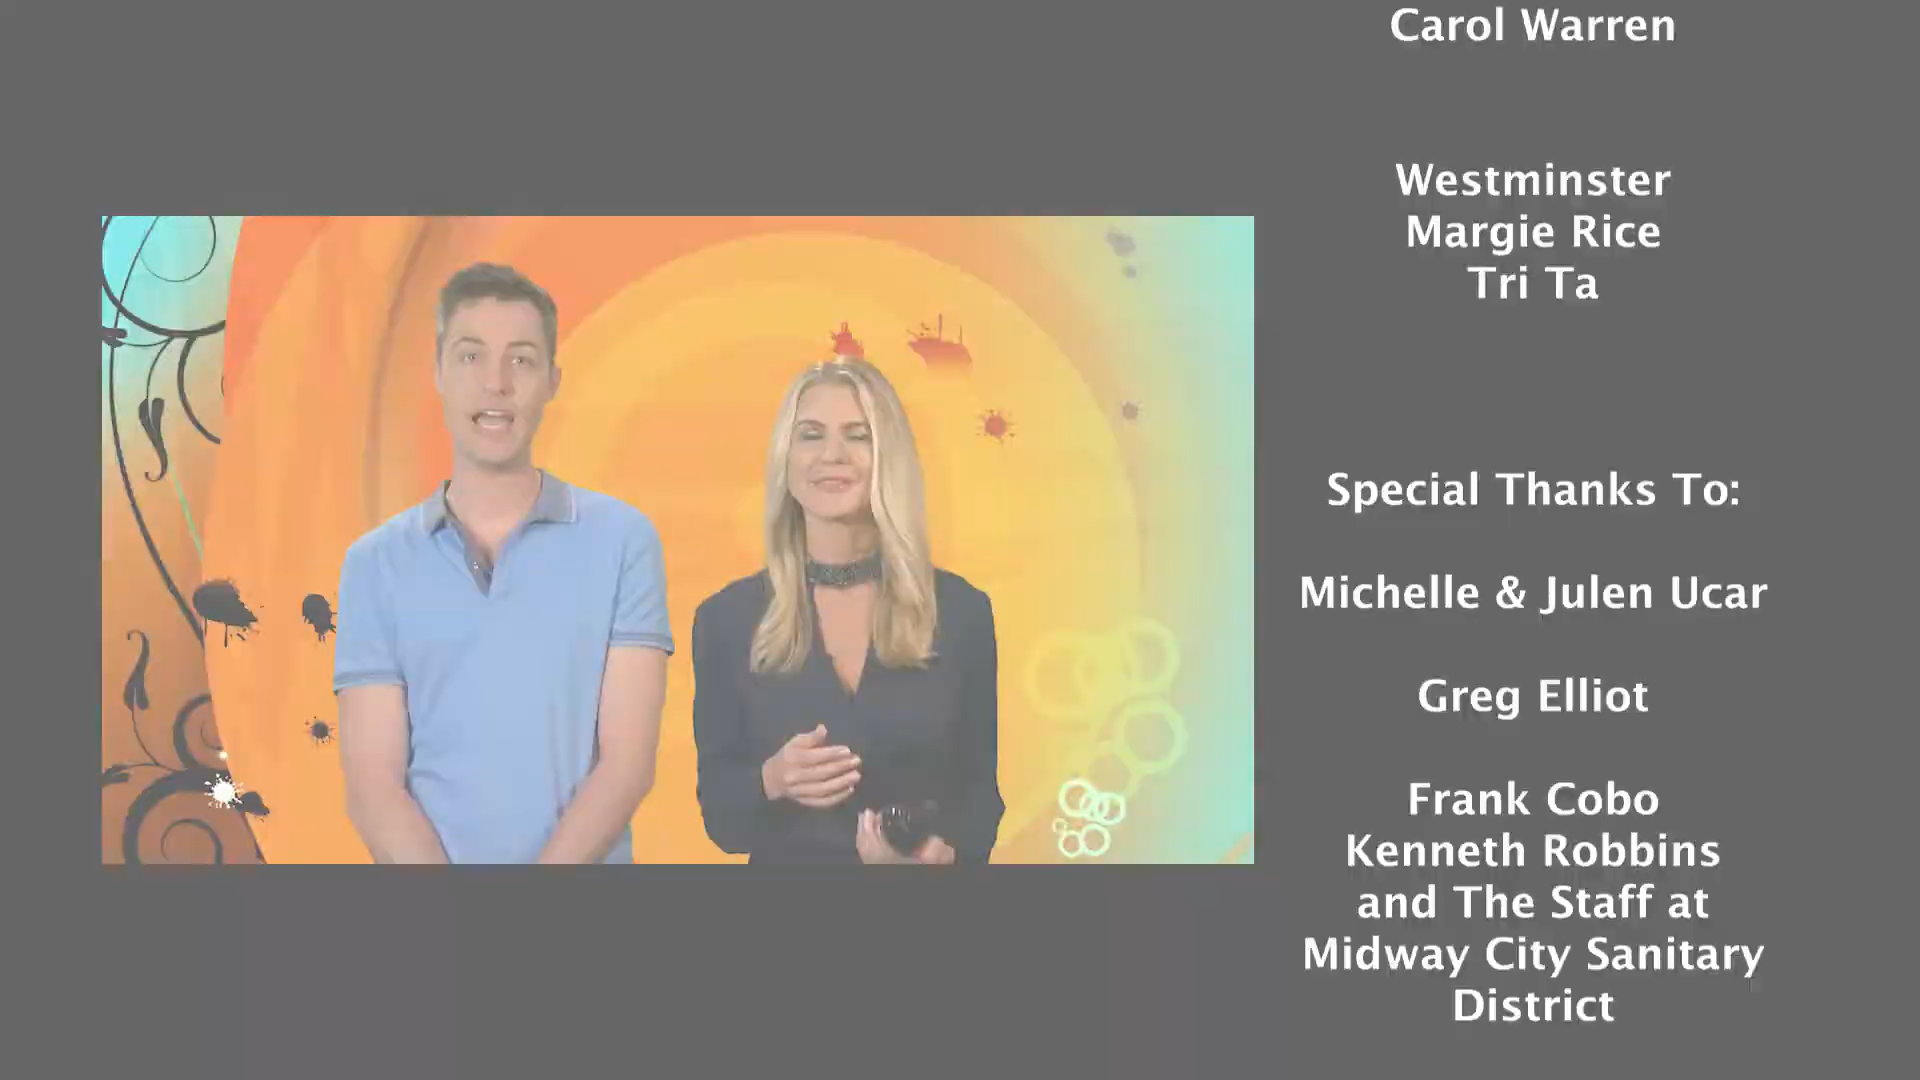 Carol Warren
Westminster
Margie Rice
Tri Ta
Special Thanks To:
Michelle & Julen Ucar
Greg Elliot
Frank Cobo
Kenneth Robbins
and The Staff at
Midway City Sanitary
District